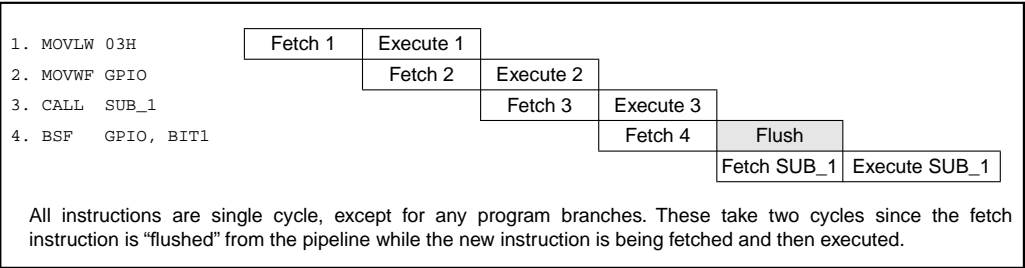 1. MOVLW 03H Fetch 1 Execute 1
2. MOVWF GPIO Fetch 2 Execute 2
3. CALL SUB_1 Fetch 3 Execute 3
4. BSF GPIO, BIT1 Fetch 4 Flush
Fetch SUB_1 Execute SUB_1
All instructions are single cycle, except for any program branches. These take two cycles since the fetch
instruction is “flushed” from the pipeline while the new instruction is being fetched and then executed.